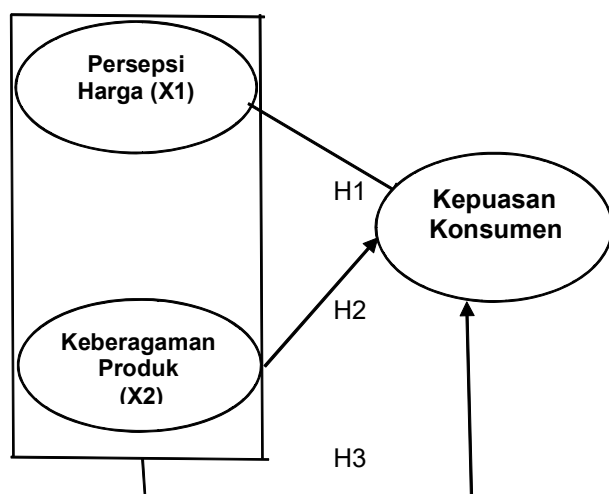 Persepsi
Harga (X1)
H1
Kepuasan
Konsumen
H2
Keberagaman
Produk
(X2)
H3